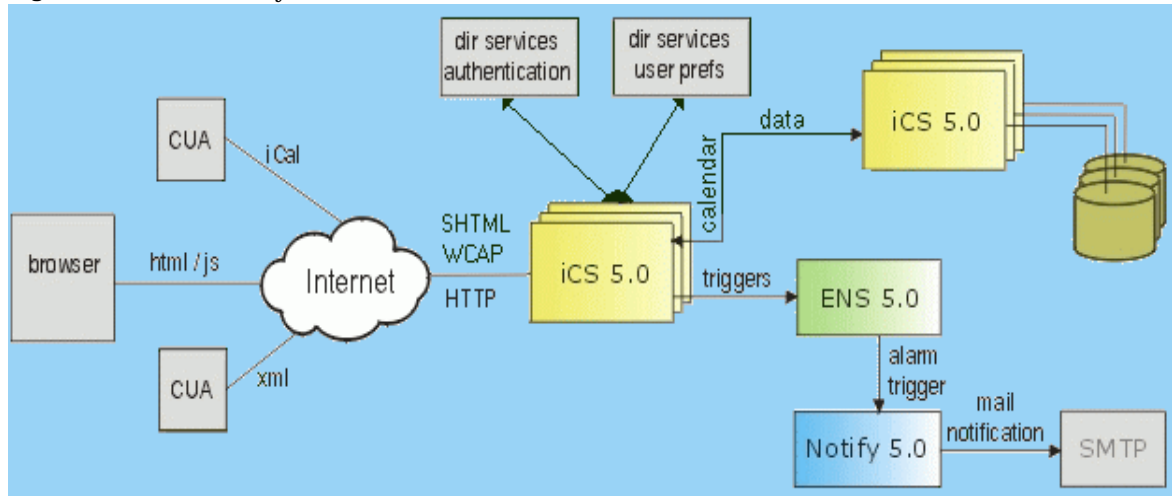 dir services
authentication
dir services
user prefs
CUA
iCal
data
iCS 5.0
calendar
browser
html / js
Internet
SHTML
WCAP
HTTP
iCS 5.0
triggers
ENS 5.0
CUA
xml
alarm
trigger
Notify 5.0
mail
notification
SMTP